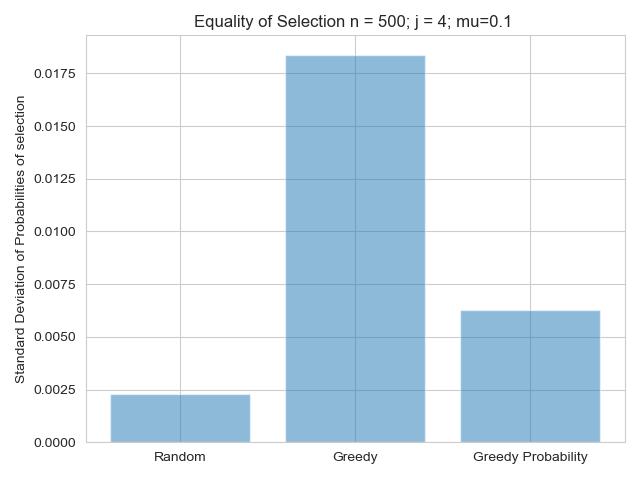 Equality of Selection n = 500; j = 4; mu=0.1
Standard Deviation of Probabilities of selection
0.0175
0.0150
0.0125
0.0100
0.0075
0.0050
0.0025
0.0000
Random Greedy Greedy Probability